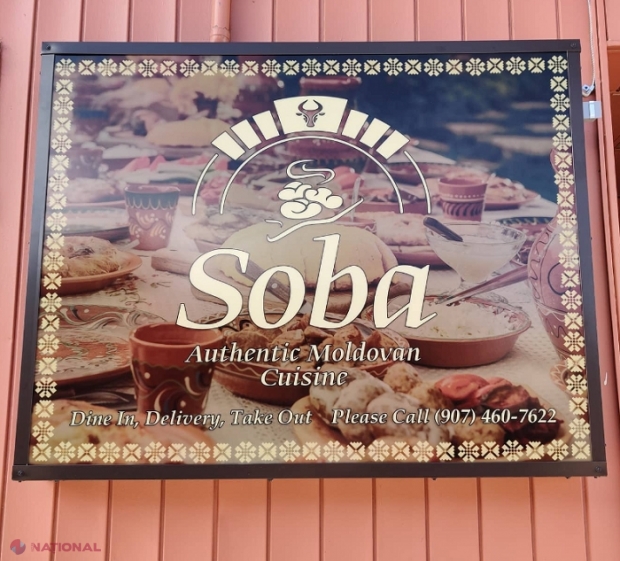 Soba
Authentic Moldovan
Cuisine
Dine In, Delivery, Take Out Please Call (907) 460-7622
NATIONAL